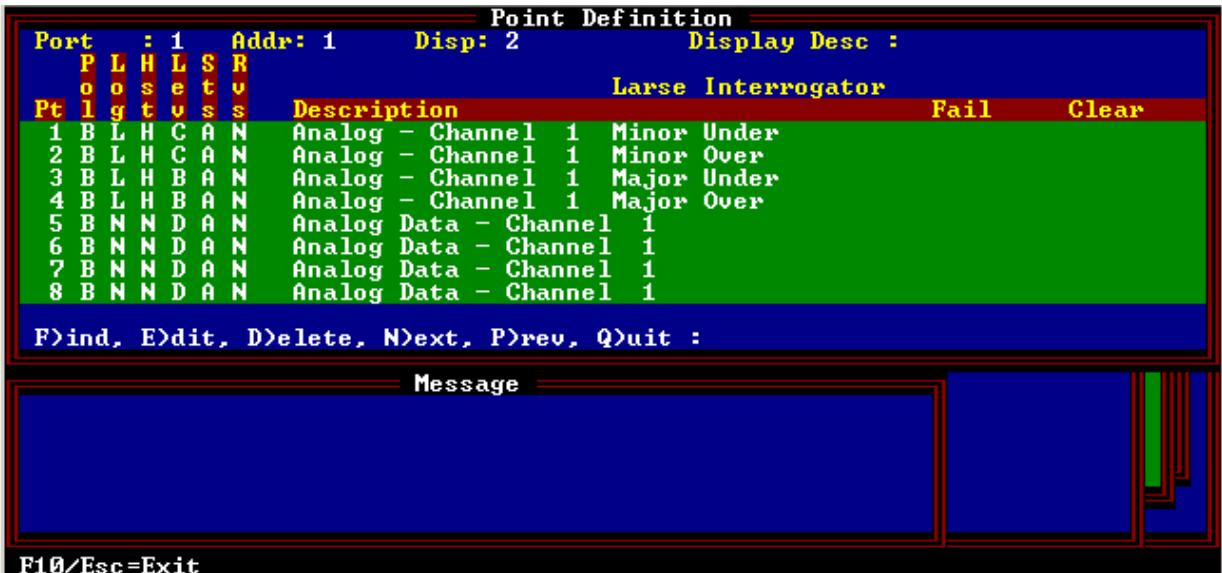 Point Definition
Port : 1 Addr: 1 Disp: 2 Display Desc :
P L H L S R
o o s e t v Larse Interrogator
Pt l g t v s s Description Fail Clear
1 B L H C A N Analog - Channel 1 Minor Under
2 B L H C A N Analog - Channel 1 Minor Over
3 B L H B A N Analog - Channel 1 Major Under
4 B L H B A N Analog - Channel 1 Major Over
5 B N N D A N Analog Data - Channel 1
6 B N N D A N Analog Data - Channel 1
7 B N N D A N Analog Data - Channel 1
8 B N N D A N Analog Data - Channel 1
F)ind, E)dit, D)elete, N)ext, P)rev, Q)uit :
Message
F10/Esc=Exit